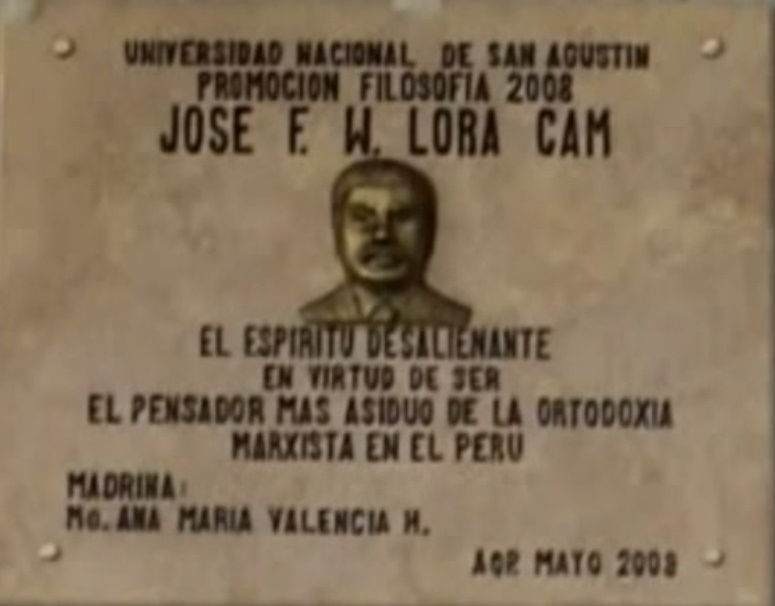 UNIVERSIDAD NACIONAL DE SAN AGUSTIN
PROMOCION FILOSOFIA 2008
JOSE F. W. LORA CAM
EL ESPIRITU DESALIENANTE
EN VIRTUD DE SER
EL PENSADOR MAS ASIDUO DE LA ORTODOXIA
MARXISTA EN EL PERU
MADRINA:
Mg. ANA MARIA VALENCIA H.
AQP. MAYO 2008